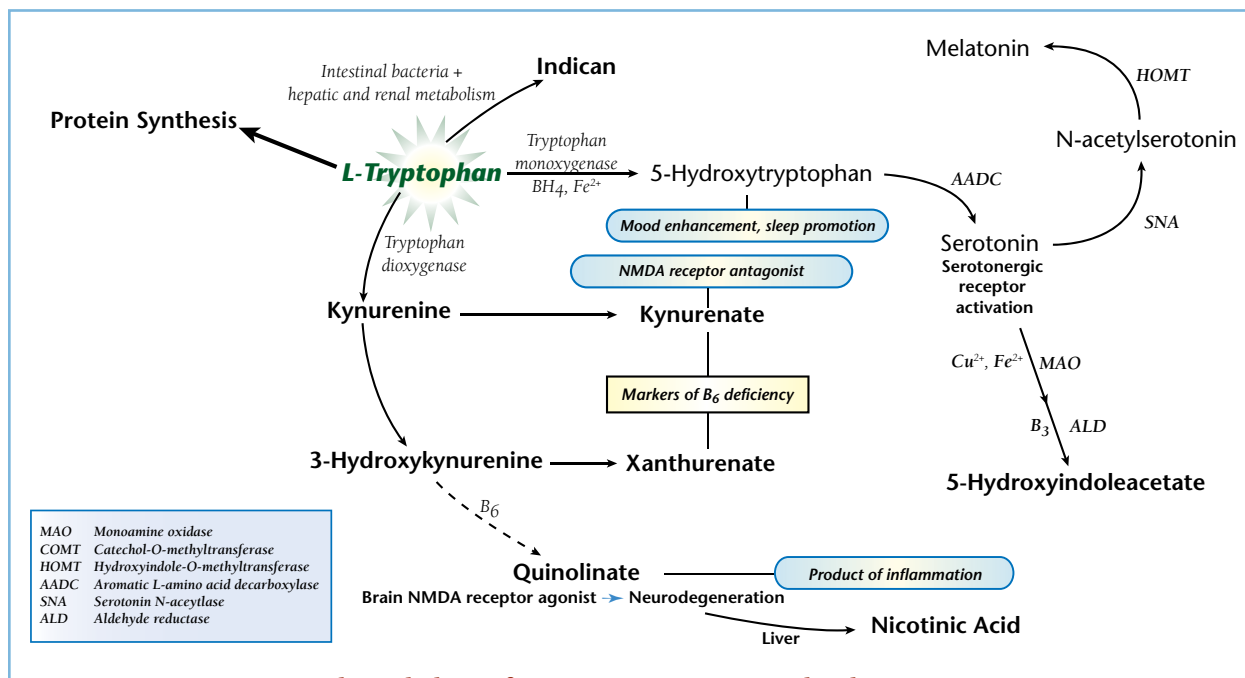 Intestinal bacteria +
hepatic and renal metabolism
Indican
Melatonin
HOMT
Protein Synthesis
N-acetylserotonin
L-Tryptophan
Tryptophan
monoxygenase
BH₄, Fe²⁺
5-Hydroxytryptophan
AADC
SNA
Mood enhancement, sleep promotion
Serotonin
Serotonergic
receptor
activation
Tryptophan
dioxygenase
NMDA receptor antagonist
Kynurenine
Kynurenate
Cu²⁺, Fe²⁺
MAO
Markers of B₆ deficiency
B₃
ALD
3-Hydroxykynurenine
Xanthurenate
5-Hydroxyindoleacetate
B₆
MAO Monoamine oxidase
COMT Catechol-O-methyltransferase
HOMT Hydroxyindole-O-methyltransferase
AADC Aromatic L-amino acid decarboxylase
SNA Serotonin N-aceytlase
ALD Aldehyde reductase
Quinolinate
Product of inflammation
Brain NMDA receptor agonist → Neurodegeneration
Liver
Nicotinic Acid